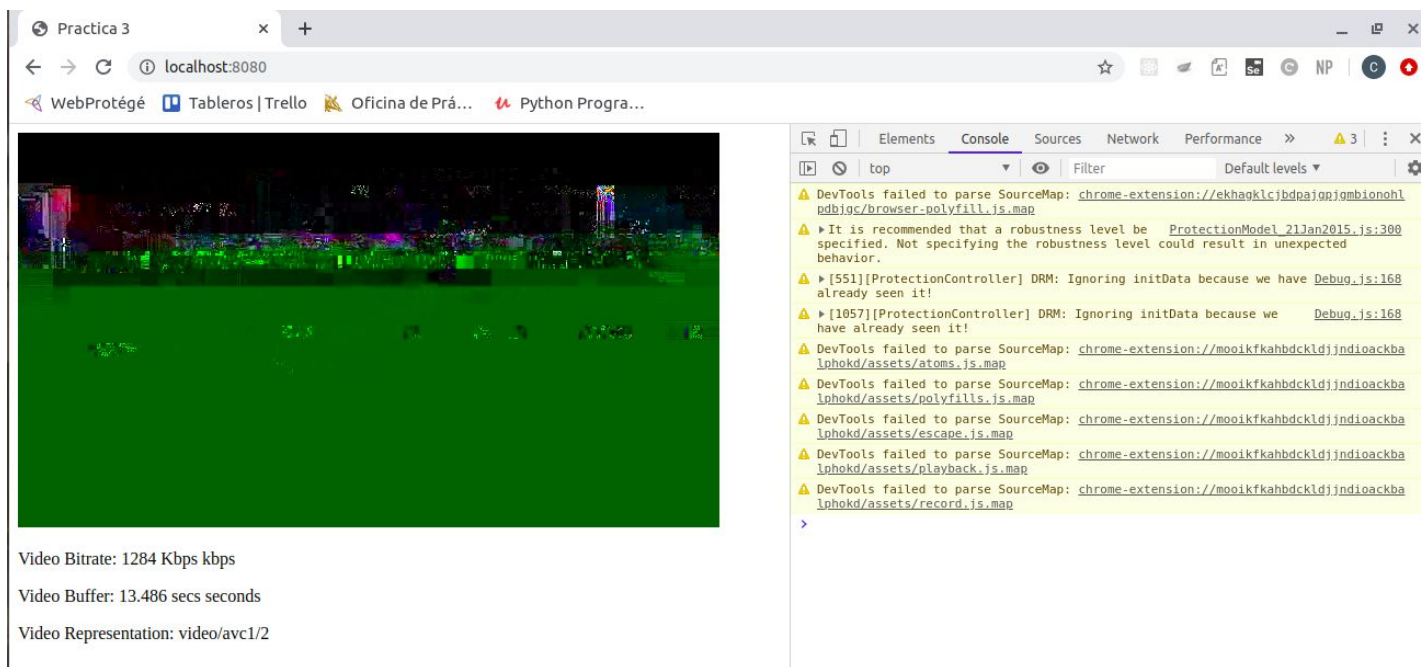 Practica 3
localhost:8080
WebProtégé Tableros | Trello Oficina de Prá... Python Progra...
Elements Console Sources Network Performance » 3
top Filter Default levels
DevTools failed to parse SourceMap: chrome-extension://ekhagklcjbdpajgpjgmbionohl
pdbjgc/browser-polyfill.js.map
It is recommended that a robustness level be ProtectionModel_21Jan2015.js:300
specified. Not specifying the robustness level could result in unexpected
behavior.
[551][ProtectionController] DRM: Ignoring initData because we have Debug.js:168
already seen it!
[1057][ProtectionController] DRM: Ignoring initData because we Debug.js:168
have already seen it!
DevTools failed to parse SourceMap: chrome-extension://mooikfkahbdckldjjndioackba
lphokd/assets/atoms.js.map
DevTools failed to parse SourceMap: chrome-extension://mooikfkahbdckldjjndioackba
lphokd/assets/polyfills.js.map
DevTools failed to parse SourceMap: chrome-extension://mooikfkahbdckldjjndioackba
lphokd/assets/escape.js.map
DevTools failed to parse SourceMap: chrome-extension://mooikfkahbdckldjjndioackba
lphokd/assets/playback.js.map
DevTools failed to parse SourceMap: chrome-extension://mooikfkahbdckldjjndioackba
lphokd/assets/record.js.map
Video Bitrate: 1284 Kbps kbps
Video Buffer: 13.486 secs seconds
Video Representation: video/avc1/2
Se
NP
C